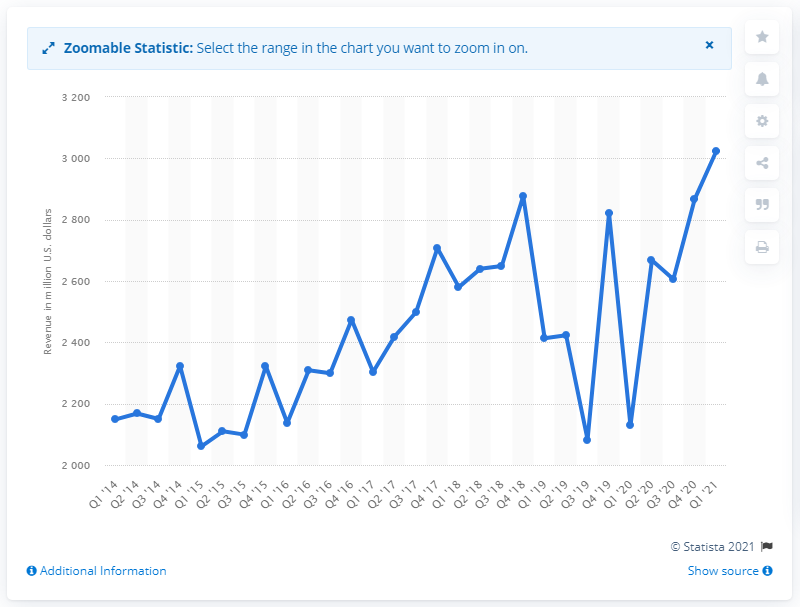 Zoomable Statistic: Select the range in the chart you want to zoom in on.
3 200
3 000
2 800
2 600
2 400
2 200
2 000
Revenue in million U.S. dollars
Q1 '14
Q2 '14
Q3 '14
Q4 '14
Q1 '15
Q2 '15
Q3 '15
Q4 '15
Q1 '16
Q2 '16
Q3 '16
Q4 '16
Q1 '17
Q2 '17
Q3 '17
Q4 '17
Q1 '18
Q2 '18
Q3 '18
Q4 '18
Q1 '19
Q2 '19
Q3 '19
Q4 '19
Q1 '20
Q2 '20
Q3 '20
Q4 '20
Q1 '21
© Statista 2021
Additional Information
Show source